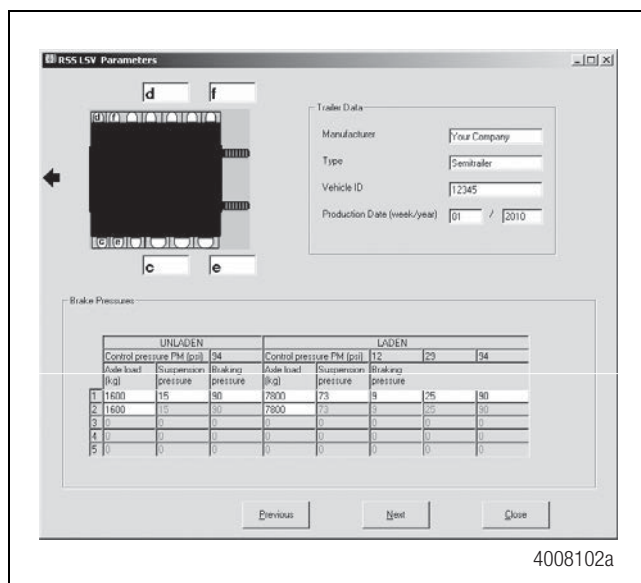 RSS LSV Parameters
d f
d f
c e
c e
Trailer Data
Manufacturer Your Company
Type Semitrailer
Vehicle ID 12345
Production Date (week/year) 01 / 2010
Brake Pressures
UNLADEN LADEN
Control pressure PM (psi) 94 Control pressure PM (psi) 12 29 94
Axle load (kg) Suspension pressure Braking pressure Axle load (kg) Suspension pressure Braking pressure
1 1600 15 90 7800 73 9 25 90
2 1600 15 90 7800 73 9 25 90
3 0 0 0 0 0 0 0 0
4 0 0 0 0 0 0 0 0
5 0 0 0 0 0 0 0 0
Previous Next Close
4008102a